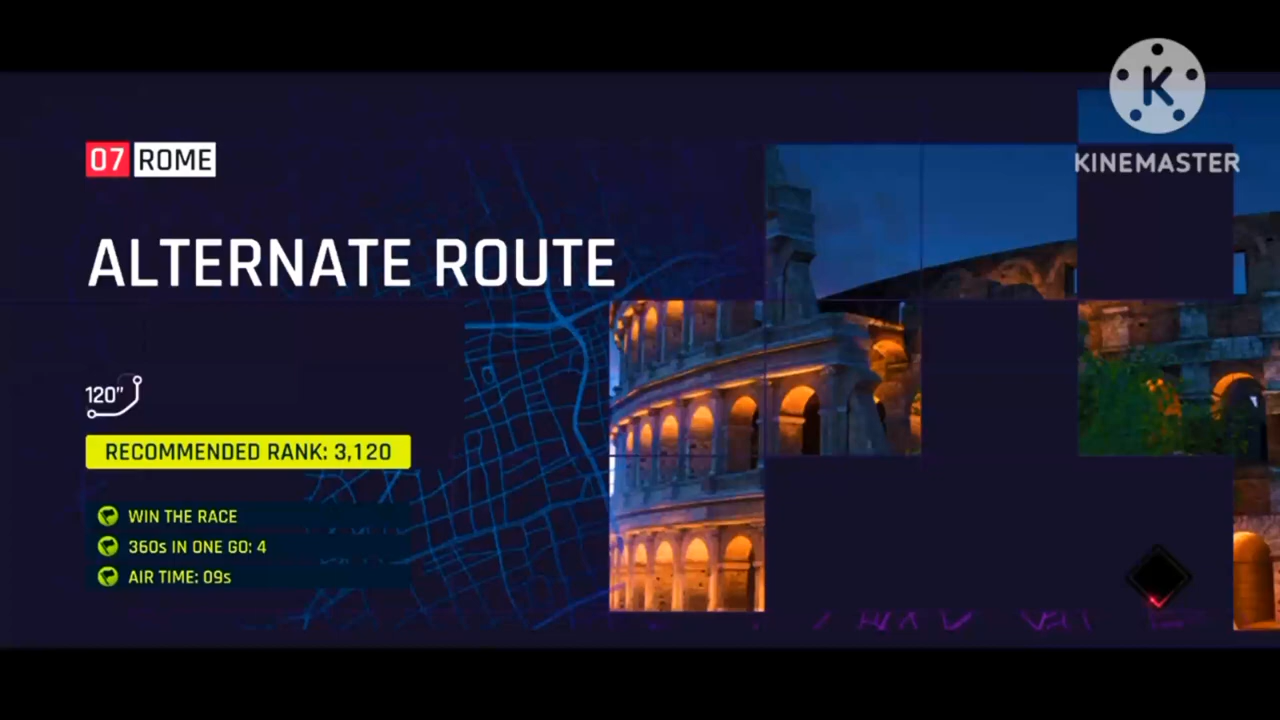 K
KINEMASTER
07 ROME
ALTERNATE ROUTE
120"
RECOMMENDED RANK: 3,120
WIN THE RACE
360s IN ONE GO: 4
AIR TIME: 09s